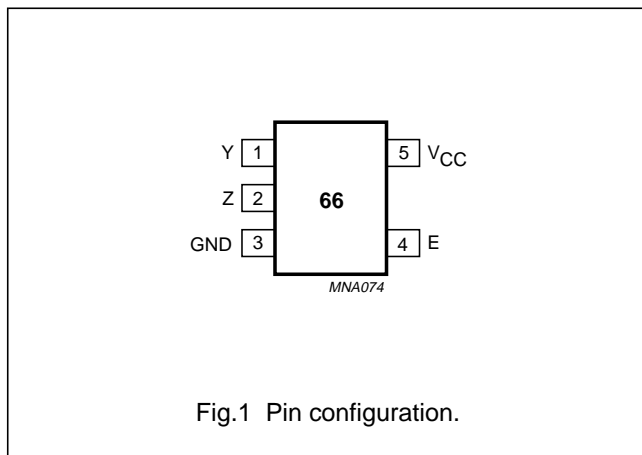 Y 1 5 VCC
Z 2 66
GND 3 4 E
MNA074
Fig.1 Pin configuration.